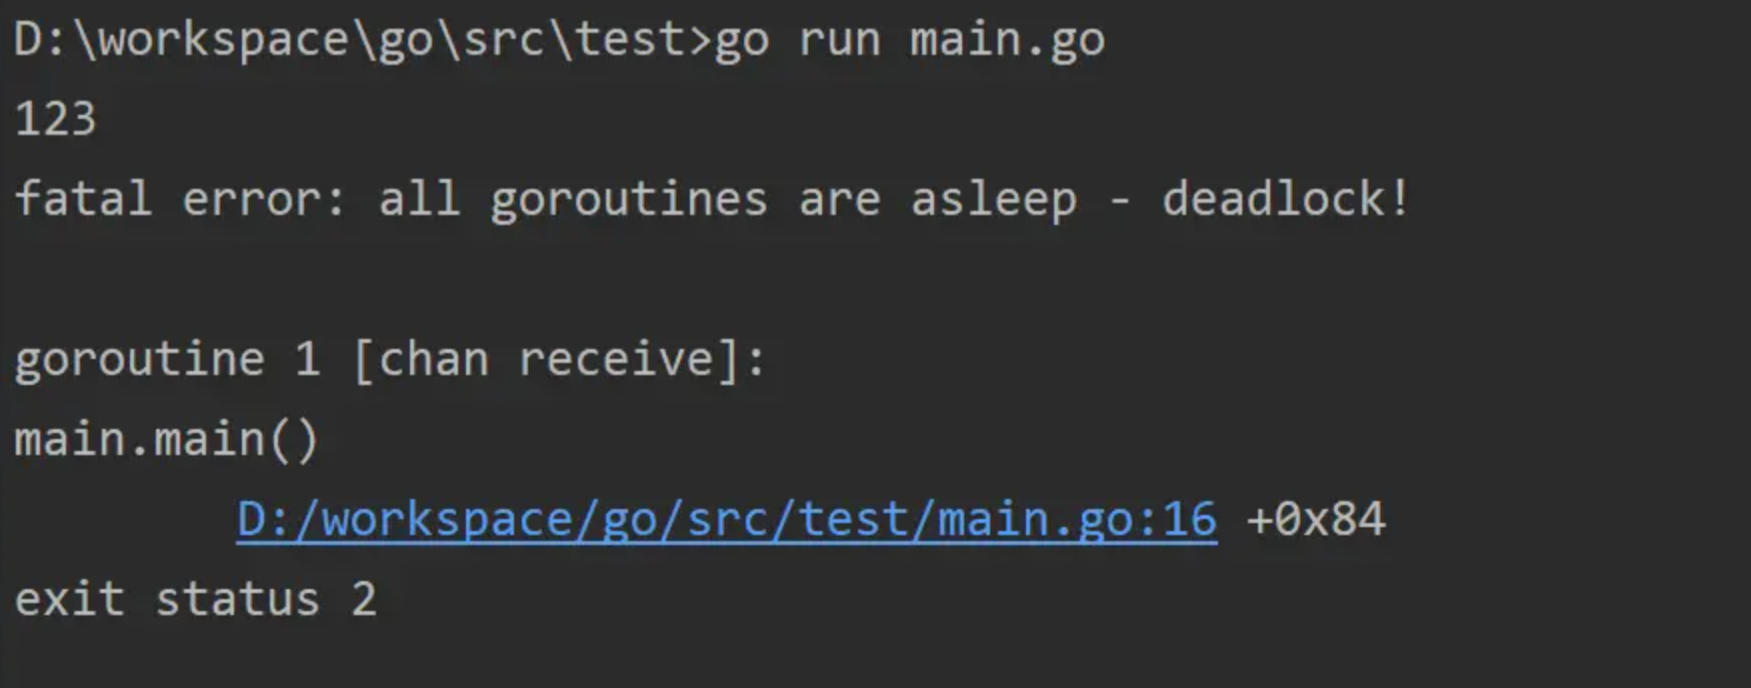 D:\workspace\go\src\test>go run main.go
123
fatal error: all goroutines are asleep - deadlock!
goroutine 1 [chan receive]:
main.main()
D:/workspace/go/src/test/main.go:16 +0x84
exit status 2